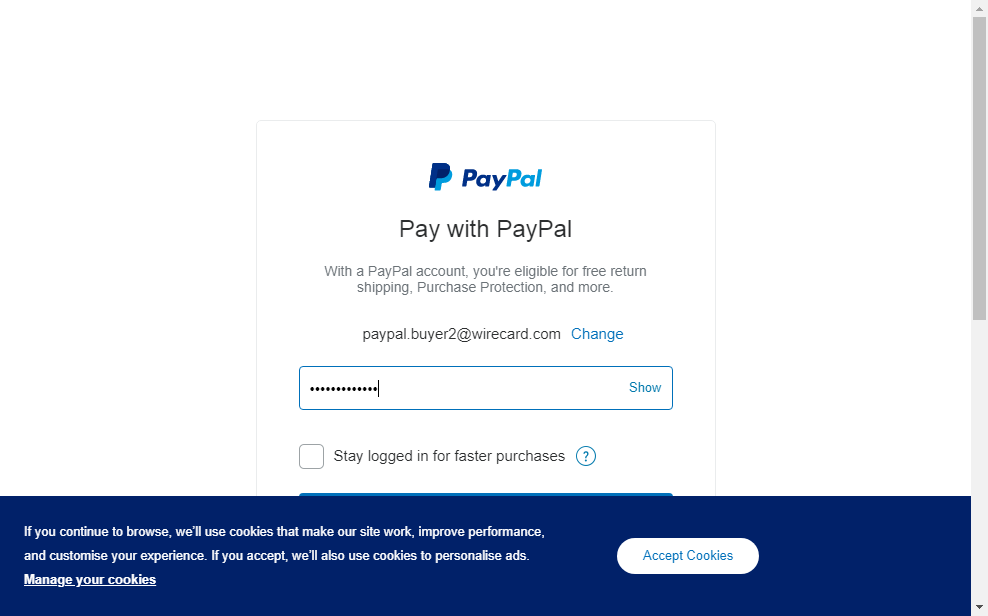 PayPal
Pay with PayPal
With a PayPal account, you're eligible for free return
shipping, Purchase Protection, and more.
paypal.buyer2@wirecard.com Change
••••••••••••• Show
Stay logged in for faster purchases ?
If you continue to browse, we’ll use cookies that make our site work, improve performance,
and customise your experience. If you accept, we’ll also use cookies to personalise ads.
Manage your cookies
Accept Cookies